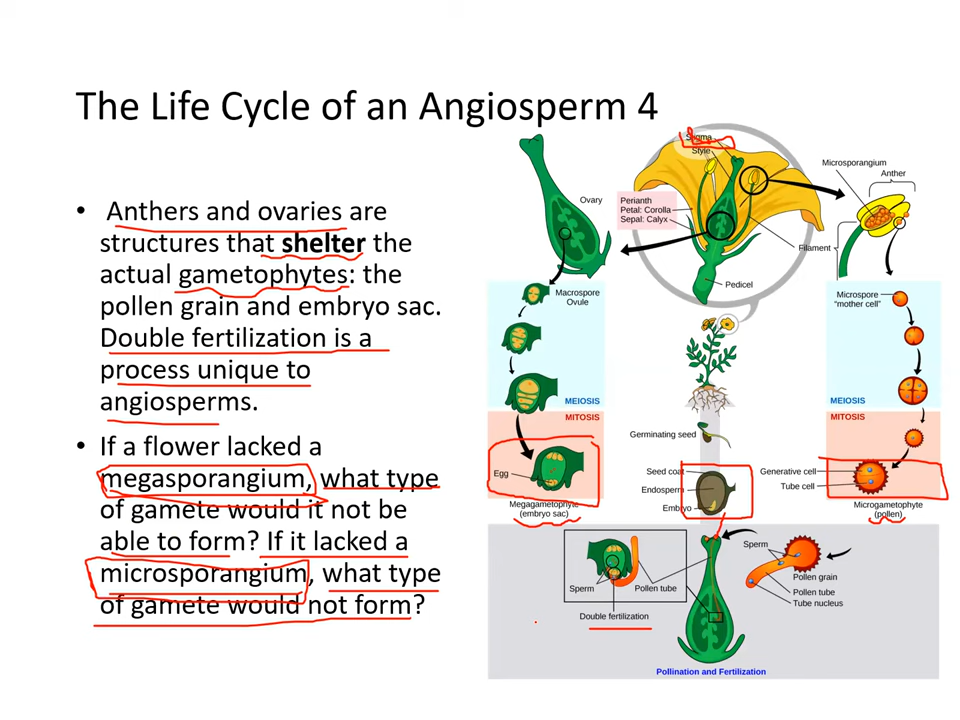 The Life Cycle of an Angiosperm 4
• Anthers and ovaries are
structures that shelter the
actual gametophytes: the
pollen grain and embryo sac.
Double fertilization is a
process unique to
angiosperms.
• If a flower lacked a
megasporangium, what type
of gamete would it not be
able to form? If it lacked a
microsporangium, what type
of gamete would not form?
Stigma
Style
Microsporangium
Anther
Ovary
Perianth
Petal: Corolla
Sepal: Calyx
Filament
Pedicel
Macrospore
Ovule
Microspore
"mother cell"
MEIOSIS
MITOSIS
MEIOSIS
MITOSIS
Germinating seed
Egg
Seed coat
Endosperm
Embryo
Generative cell
Tube cell
Megagametophyte
(embryo sac)
Microgametophyte
(pollen)
Sperm
Pollen tube
Double fertilization
Sperm
Pollen grain
Pollen tube
Tube nucleus
Pollination and Fertilization